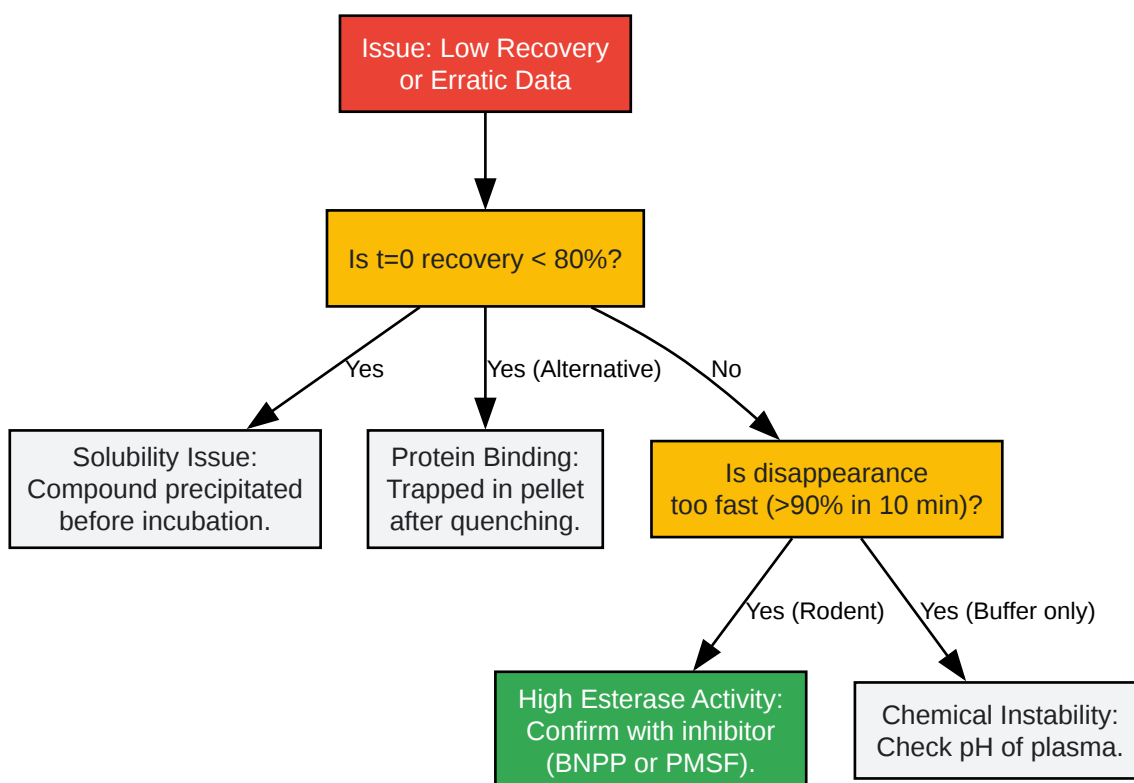 Issue: Low Recovery
or Erratic Data
Is t=0 recovery < 80%?
Yes
Yes (Alternative)
No
Solubility Issue:
Compound precipitated
before incubation.
Protein Binding:
Trapped in pellet
after quenching.
Is disappearance
too fast (>90% in 10 min)?
Yes (Rodent)
Yes (Buffer only)
High Esterase Activity:
Confirm with inhibitor
(BNPP or PMSF).
Chemical Instability:
Check pH of plasma.